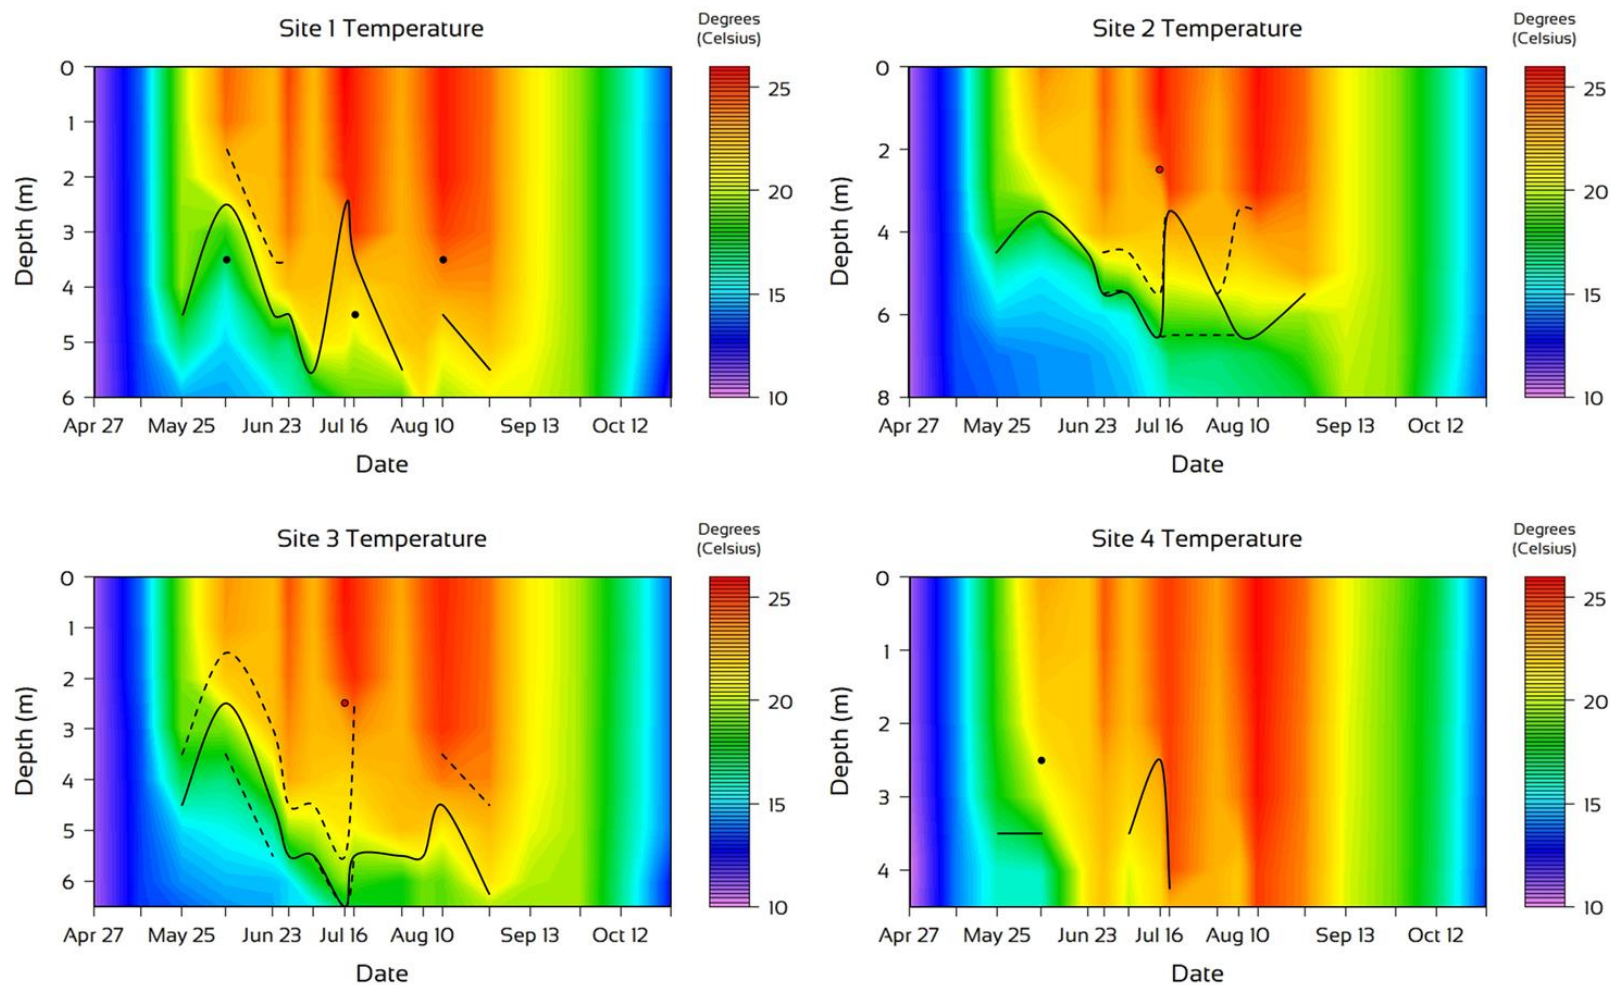 Site 1 Temperature
Degrees
(Celsius)
0
1
2
3
4
5
6
Depth (m)
25
20
15
10
Apr 27 May 25 Jun 23 Jul 16 Aug 10 Sep 13 Oct 12
Date
Site 2 Temperature
Degrees
(Celsius)
0
2
4
6
8
Depth (m)
25
20
15
10
Apr 27 May 25 Jun 23 Jul 16 Aug 10 Sep 13 Oct 12
Date
Site 3 Temperature
Degrees
(Celsius)
0
1
2
3
4
5
6
Depth (m)
25
20
15
10
Apr 27 May 25 Jun 23 Jul 16 Aug 10 Sep 13 Oct 12
Date
Site 4 Temperature
Degrees
(Celsius)
0
1
2
3
4
Depth (m)
25
20
15
10
Apr 27 May 25 Jun 23 Jul 16 Aug 10 Sep 13 Oct 12
Date